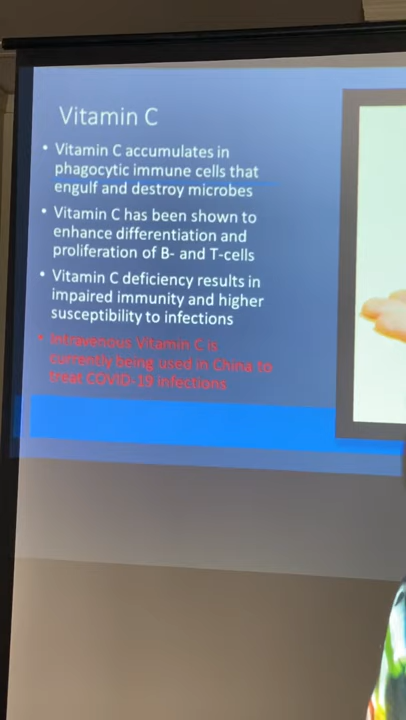 Vitamin C
• Vitamin C accumulates in
phagocytic immune cells that
engulf and destroy microbes
• Vitamin C has been shown to
enhance differentiation and
proliferation of B- and T-cells
• Vitamin C deficiency results in
impaired immunity and higher
susceptibility to infections
• Intravenous Vitamin C is
currently being used in China to
treat COVID-19 infections